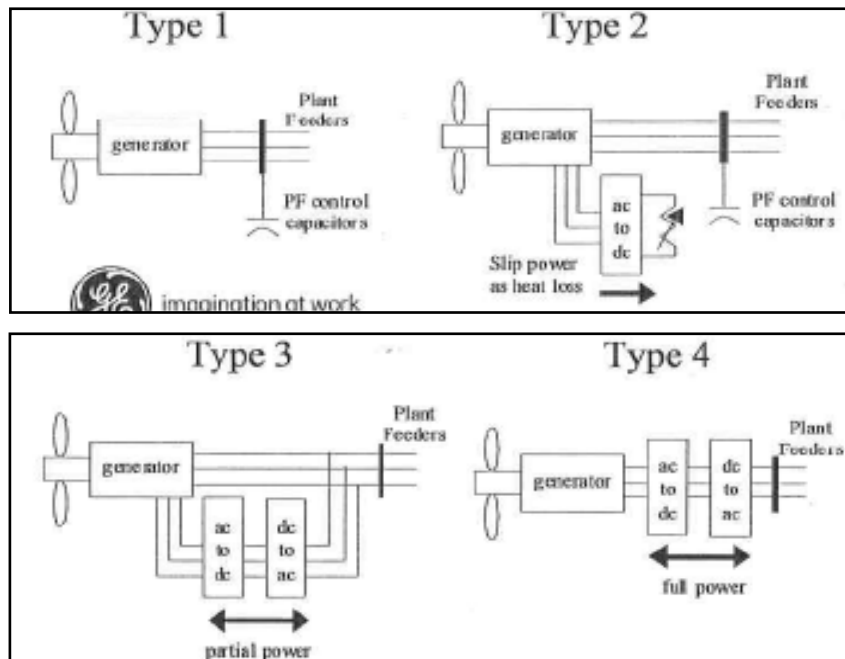 Type 1
Plant
Feeders
generator
PF control
capacitors
GE
imagination at work
Type 2
Plant
Feeders
generator
ac
to
dc
PF control
capacitors
Slip power
as heat loss
Type 3
Plant
Feeders
generator
ac
to
dc
dc
to
ac
partial power
Type 4
Plant
Feeders
generator
ac
to
dc
dc
to
ac
full power